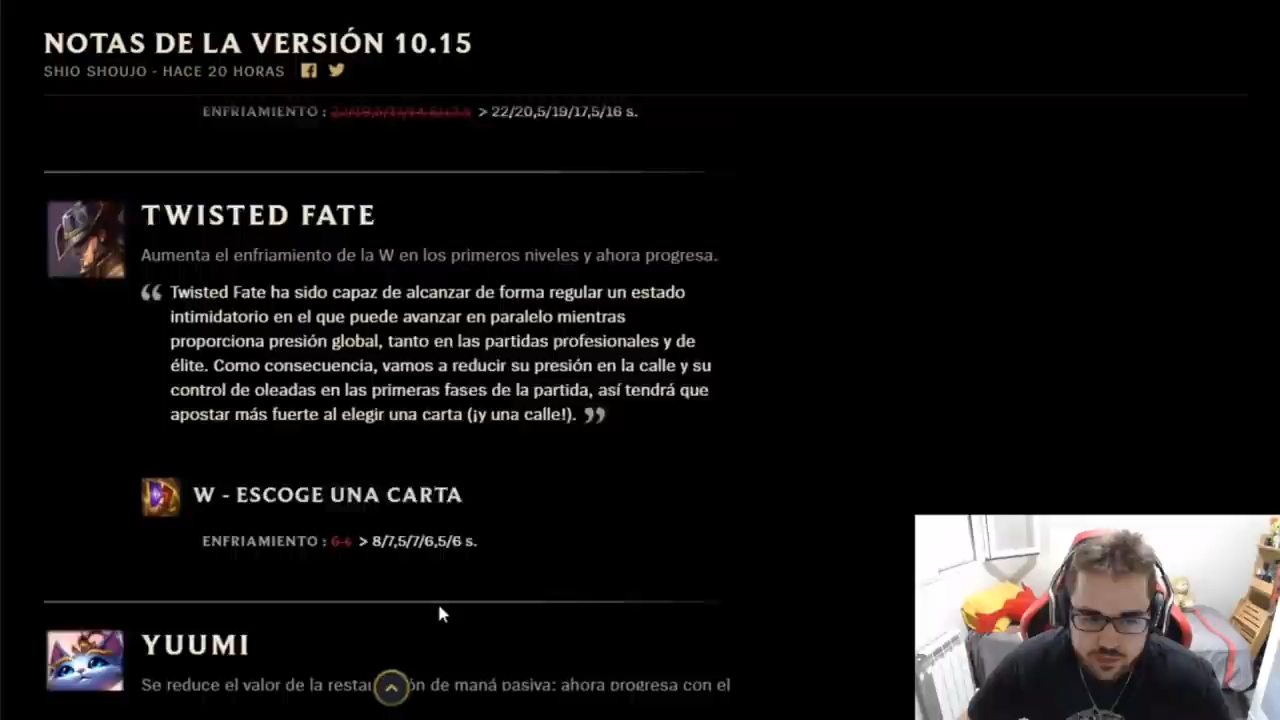 NOTAS DE LA VERSIÓN 10.15
SHIO SHOUJO - HACE 20 HORAS
ENFRIAMIENTO : > 22/20,5/19/17,5/16 s.
TWISTED FATE
Aumenta el enfriamiento de la W en los primeros niveles y ahora progresa.
“ Twisted Fate ha sido capaz de alcanzar de forma regular un estado
intimidatorio en el que puede avanzar en paralelo mientras
proporciona presión global, tanto en las partidas profesionales y de
élite. Como consecuencia, vamos a reducir su presión en la calle y su
control de oleadas en las primeras fases de la partida, así tendrá que
apostar más fuerte al elegir una carta (¡y una calle!). ”
W - ESCOGE UNA CARTA
ENFRIAMIENTO : > 8/7,5/7/6,5/6 s.
YUUMI
Se reduce el valor de la de maná pasiva: ahora progresa con el